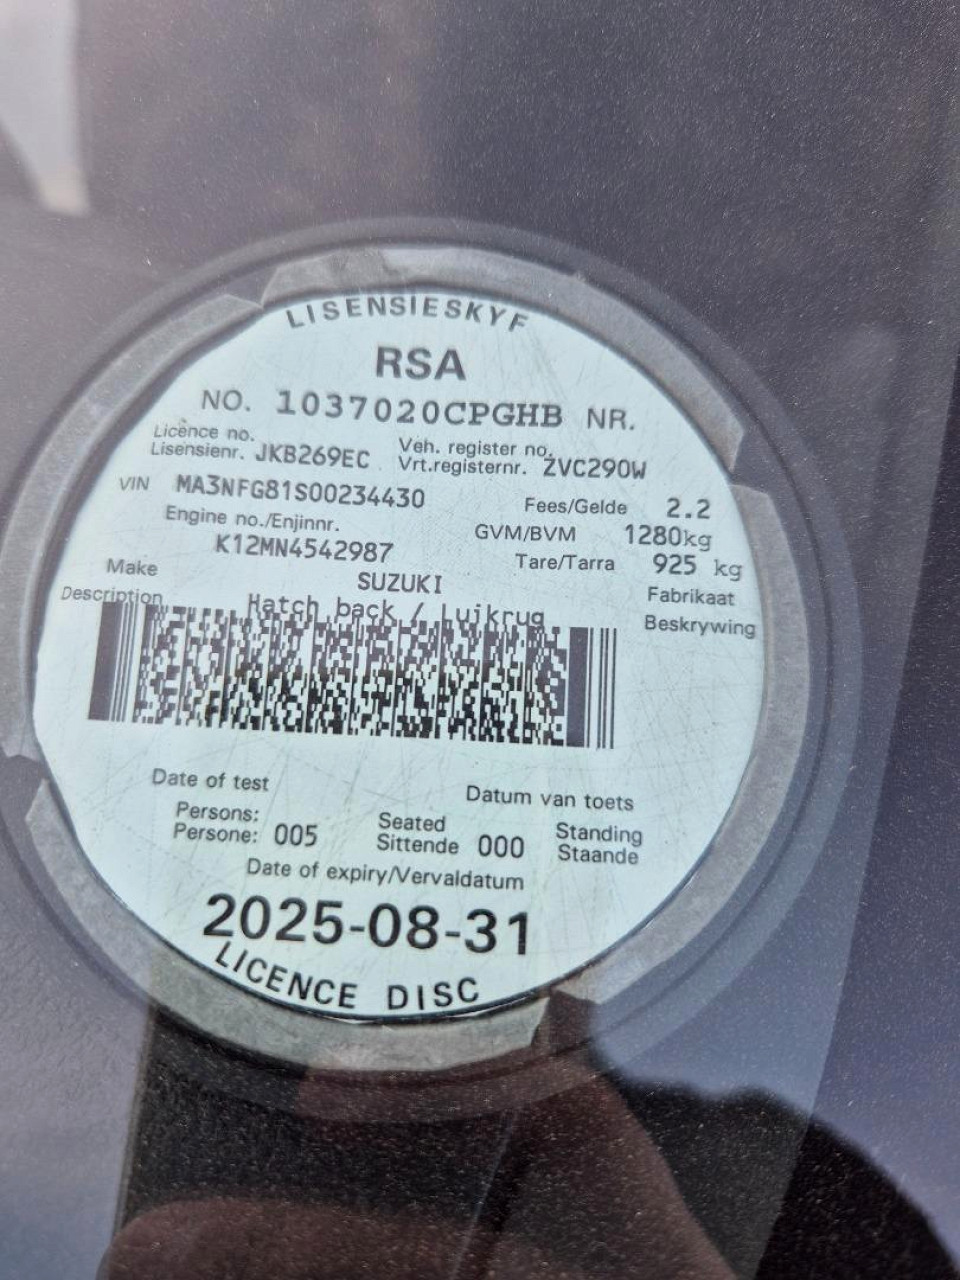 LISENSIESKYF
RSA
NO. 1037020CPGHB NR.
Licence no.
Lisensienr. JKB269EC
Veh. register no.
Vrt.registernr. ZVC290W
VIN MA3NFG81S00234430
Fees/Gelde 2.2
Engine no./Enjinnr.
K12MN4542987
GVM/BVM 1280kg
Tare/Tarra 925 kg
Make SUZUKI Fabrikaat
Description Hatch back / Luikrug Beskrywing
Date of test Datum van toets
Persons: Seated Standing
Persone: 005 Sittende 000 Staande
Date of expiry/Vervaldatum
2025-08-31
LICENCE DISC